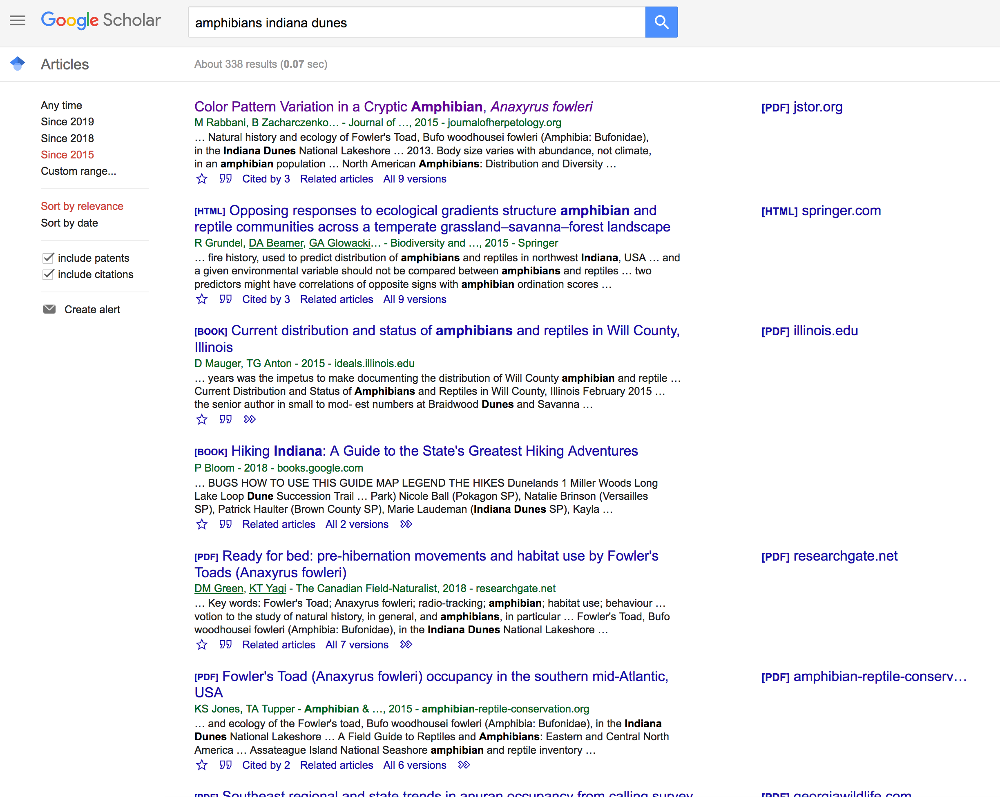 Google Scholar
amphibians indiana dunes
Articles
About 338 results (0.07 sec)
Any time
Since 2019
Since 2018
Since 2015
Custom range...
Sort by relevance
Sort by date
include patents
include citations
Create alert
Color Pattern Variation in a Cryptic Amphibian, Anaxyrus fowleri
[PDF] jstor.org
M Rabbani, B Zacharczenko… - Journal of …, 2015 - journalofherpetology.org
… Natural history and ecology of Fowler's Toad, Bufo woodhousei fowleri (Amphibia: Bufonidae),
in the Indiana Dunes National Lakeshore … 2013. Body size varies with abundance, not climate,
in an amphibian population … North American Amphibians: Distribution and Diversity …
Cited by 3 Related articles All 9 versions
[HTML] Opposing responses to ecological gradients structure amphibian and
[HTML] springer.com
reptile communities across a temperate grassland–savanna–forest landscape
R Grundel, DA Beamer, GA Glowacki… - Biodiversity and …, 2015 - Springer
… fire history, used to predict distribution of amphibians and reptiles in northwest Indiana, USA … and
a given environmental variable should not be compared between amphibians and reptiles … two
predictors might have correlations of opposite signs with amphibian ordination scores …
Cited by 3 Related articles All 9 versions
[BOOK] Current distribution and status of amphibians and reptiles in Will County,
[PDF] illinois.edu
Illinois
D Mauger, TG Anton - 2015 - ideals.illinois.edu
… years was the impetus to make documenting the distribution of Will County amphibian and reptile …
Current Distribution and Status of Amphibians and Reptiles in Will County, Illinois February 2015 …
the senior author in small to mod- est numbers at Braidwood Dunes and Savanna …
[BOOK] Hiking Indiana: A Guide to the State's Greatest Hiking Adventures
P Bloom - 2018 - books.google.com
… BUGS HOW TO USE THIS GUIDE MAP LEGEND THE HIKES Dunelands 1 Miller Woods Long
Lake Loop Dune Succession Trail … Park) Nicole Ball (Pokagon SP), Natalie Brinson (Versailles
SP), Patrick Haulter (Brown County SP), Marie Laudeman (Indiana Dunes SP), Kayla …
Related articles All 2 versions
[PDF] Ready for bed: pre-hibernation movements and habitat use by Fowler's
[PDF] researchgate.net
Toads (Anaxyrus fowleri)
DM Green, KT Yagi - The Canadian Field-Naturalist, 2018 - researchgate.net
… Key words: Fowler's Toad; Anaxyrus fowleri; radio-tracking; amphibian; habitat use; behaviour …
votion to the study of natural history, in general, and amphibians, in particular … Fowler's Toad, Bufo
woodhousei fowleri (Amphibia: Bufonidae), in the Indiana Dunes National Lakeshore …
Related articles All 7 versions
[PDF] Fowler's Toad (Anaxyrus fowleri) occupancy in the southern mid-Atlantic,
[PDF] amphibian-reptile-conserv…
USA
KS Jones, TA Tupper - Amphibian & …, 2015 - amphibian-reptile-conservation.org
… and ecology of the Fowler's toad, Bufo woodhousei fowleri (Amphibia: Bufonidae), in the Indiana
Dunes National Lakeshore … A Field Guide to Reptiles and Amphibians: Eastern and Central North
America … Assateague Island National Seashore amphibian and reptile inventory …
Cited by 2 Related articles All 6 versions
[PDF] Southeast regional and state trends in anuran occupancy from calling survey
[PDF] georgiawildlife.com